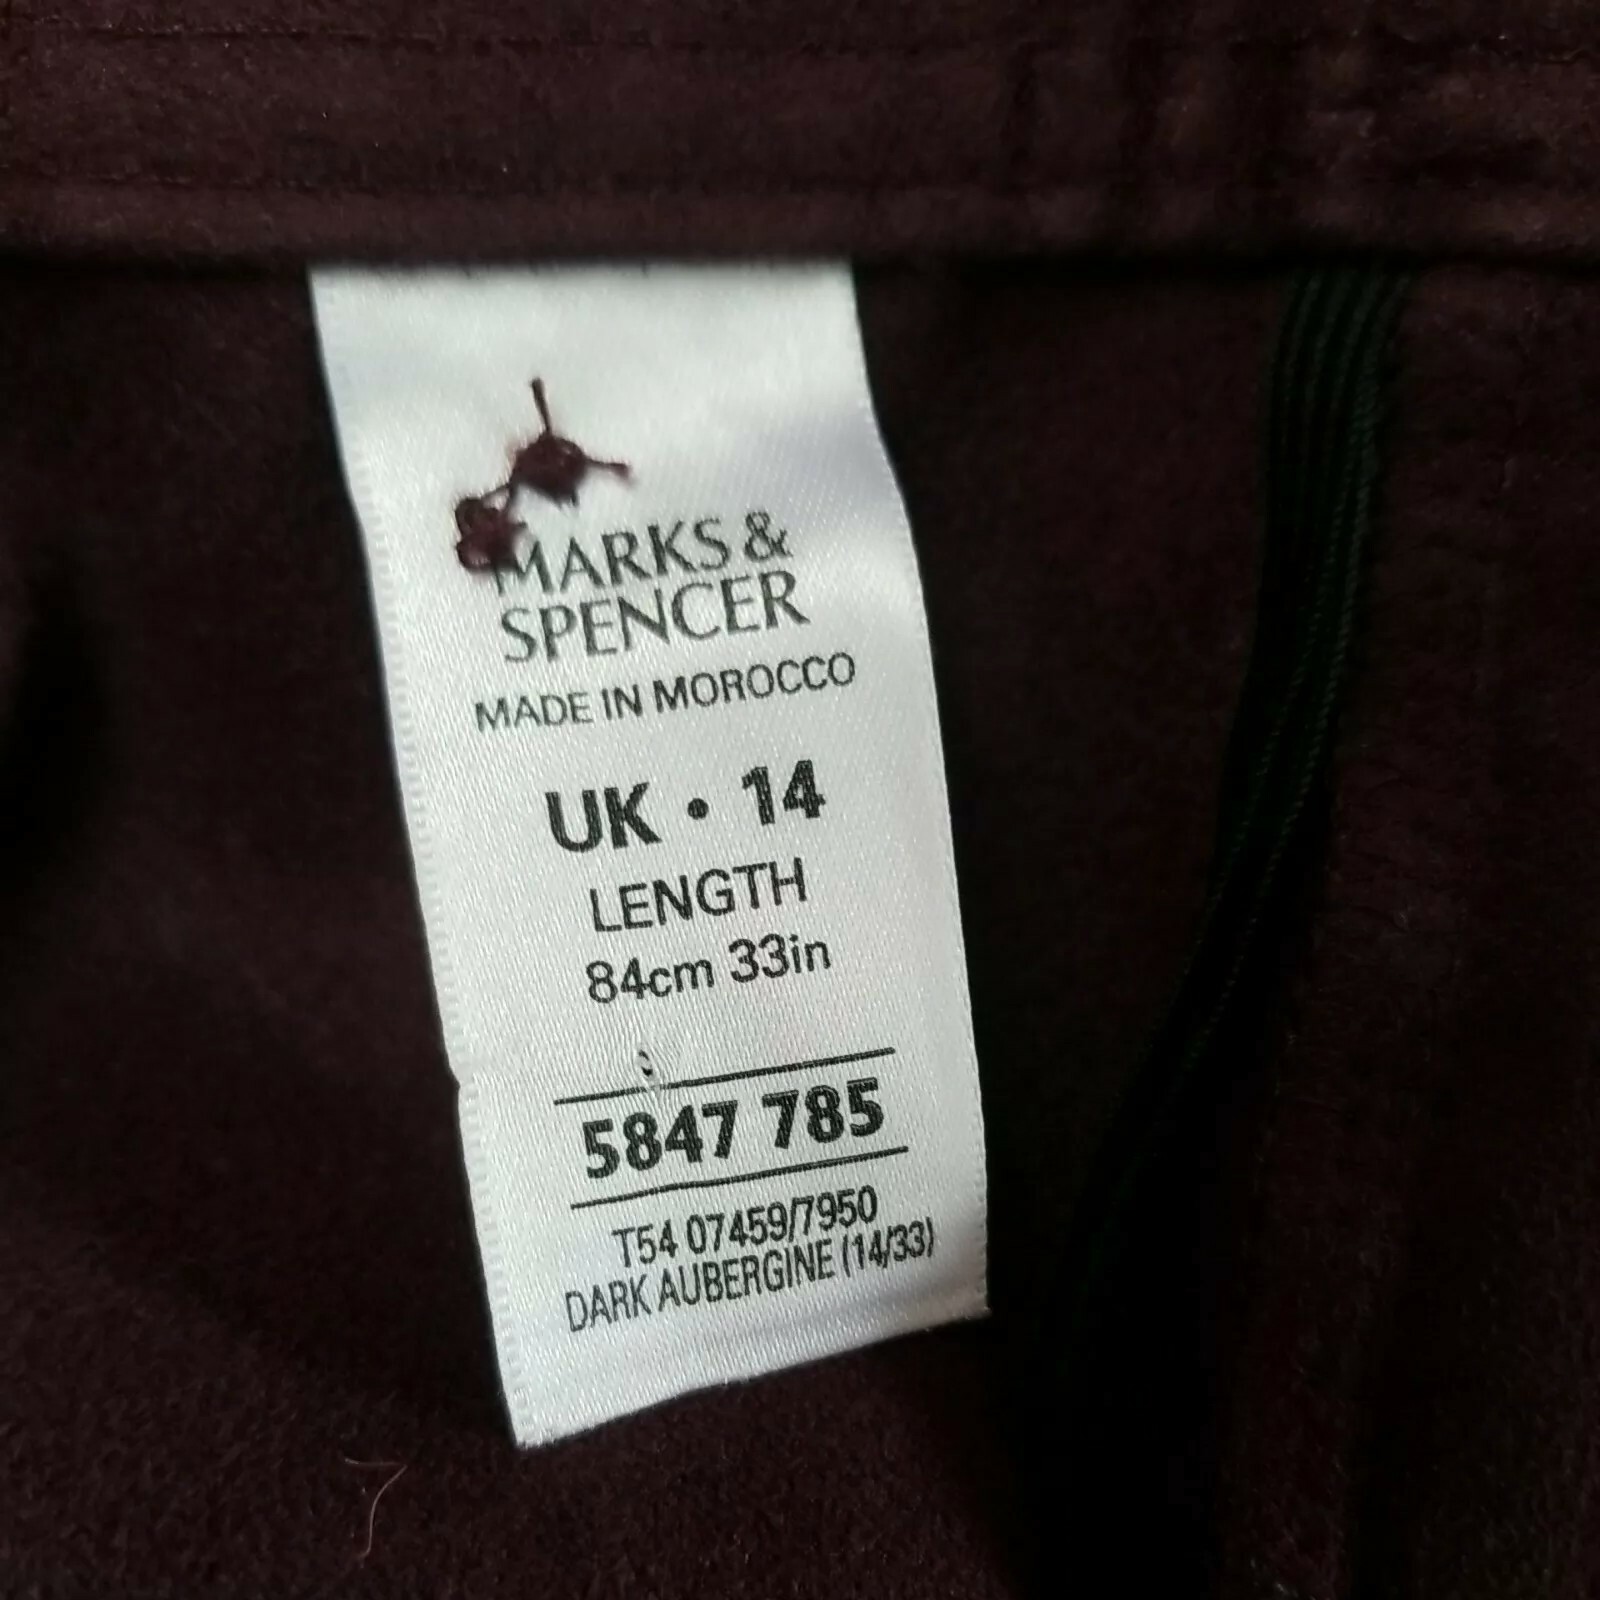 MARKS &
SPENCER
MADE IN MOROCCO
UK • 14
LENGTH
84cm 33in
5847 785
T54 07459/7950
DARK AUBERGINE (14/33)